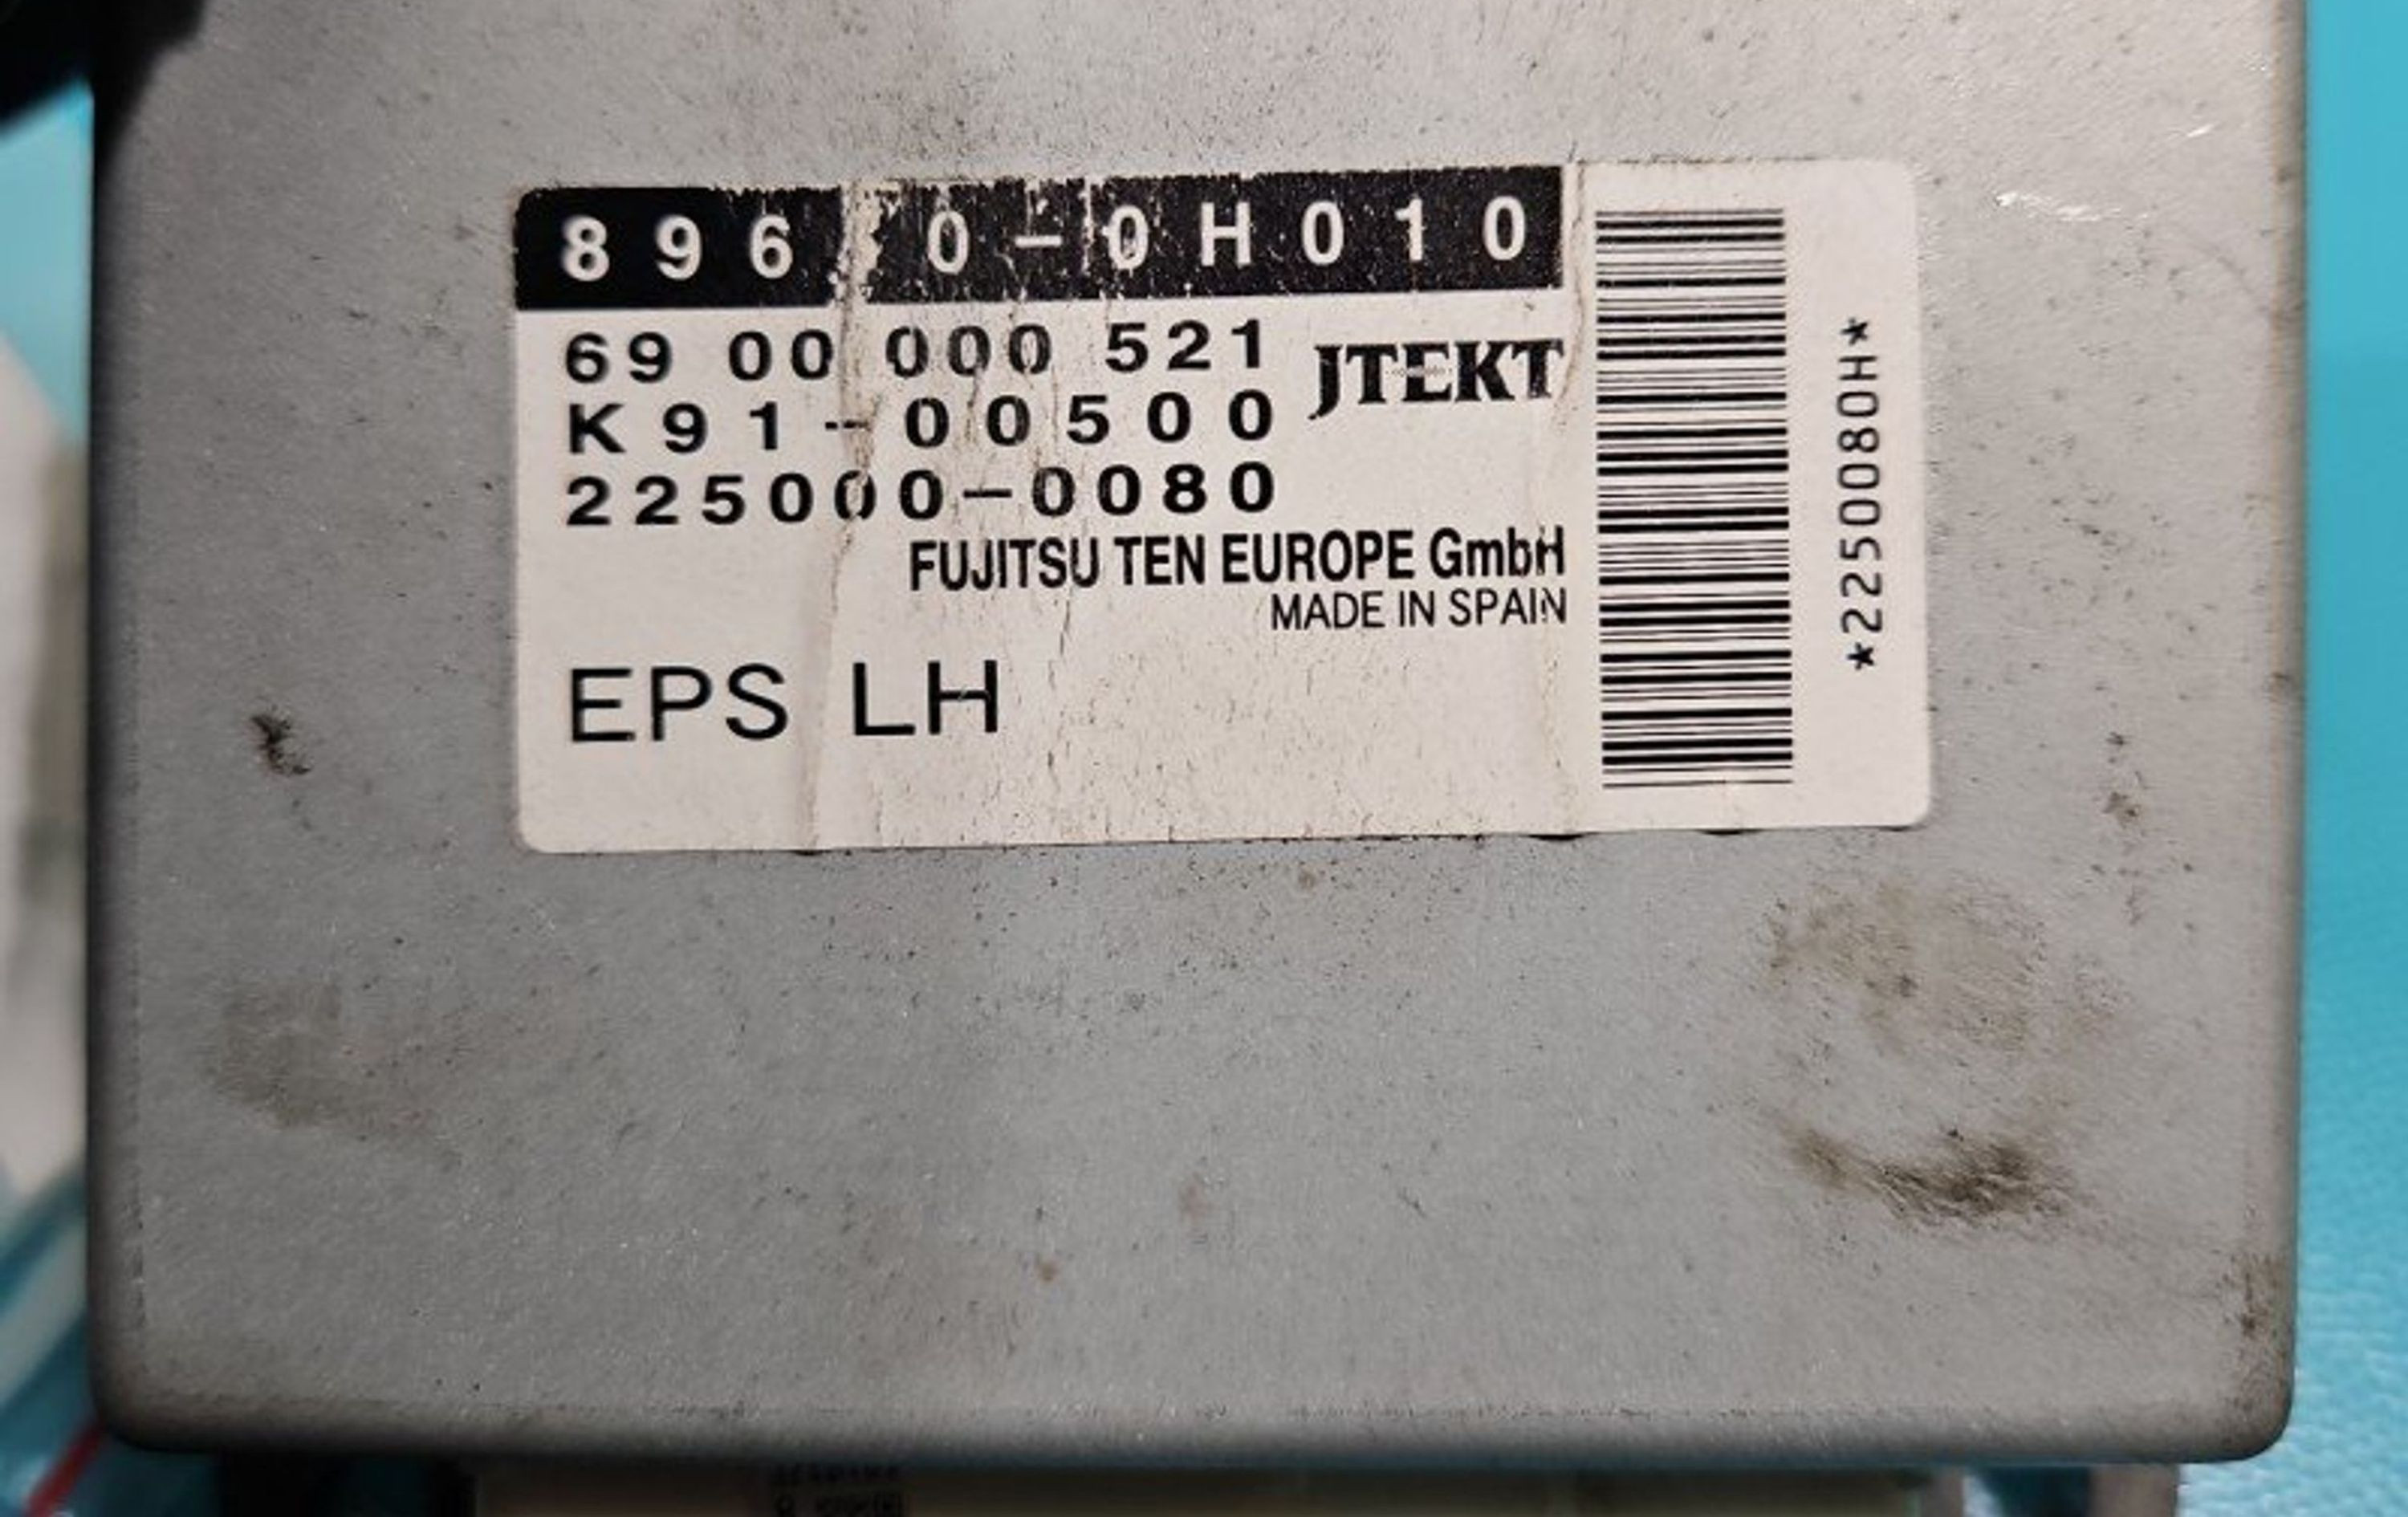 896 0-0H010
69 00 000 521
JTEKT
K91-00500
225000-0080
FUJITSU TEN EUROPE GmbH
MADE IN SPAIN
EPS LH
*2250080H*